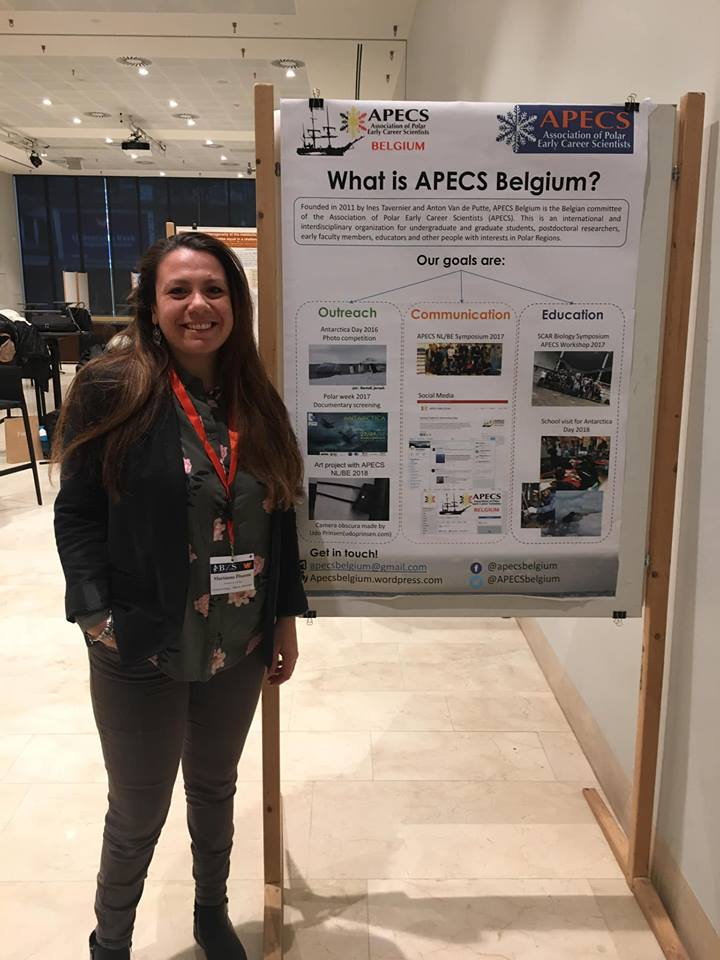 APECS
Association of Polar
Early Career Scientists
BELGIUM
APECS
Association of Polar
Early Career Scientists
What is APECS Belgium?
Founded in 2011 by Ines Tavernier and Anton Van de Putte, APECS Belgium is the Belgian committee
of the Association of Polar Early Career Scientists (APECS). This is an international and
interdisciplinary organization for undergraduate and graduate students, postdoctoral researchers,
early faculty members, educators and other people with interests in Polar Regions.
Our goals are:
Outreach
Antarctica Day 2016
Photo competition
Polar week 2017
Documentary screening
ANTARCTICA
Art project with APECS
NL/BE 2018
Camera obscura made by
Communication
APECS NL/BE Symposium 2017
Social Media
APECS
BELGIUM
Education
SCAR Biology Symposium
APECS Workshop 2017
School visit for Antarctica
Day 2018
Get in touch!
apecsbelgium@gmail.com
Apecsbelgium.wordpress.com
@apecsbelgium
@APECSbelgium